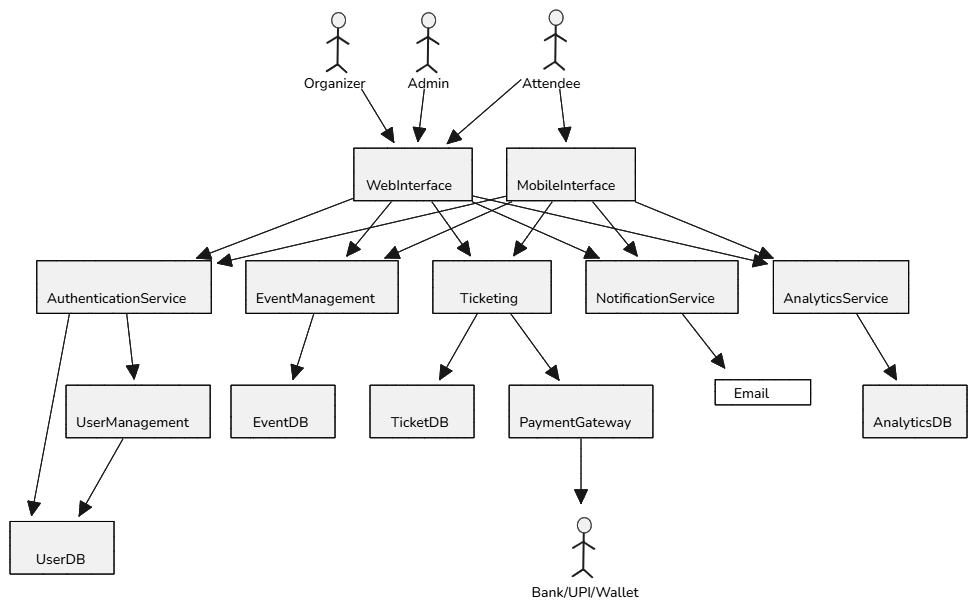 Organizer
Admin
Attendee
WebInterface
MobileInterface
AuthenticationService
EventManagement
Ticketing
NotificationService
AnalyticsService
UserManagement
EventDB
TicketDB
PaymentGateway
Email
AnalyticsDB
UserDB
Bank/UPI/Wallet